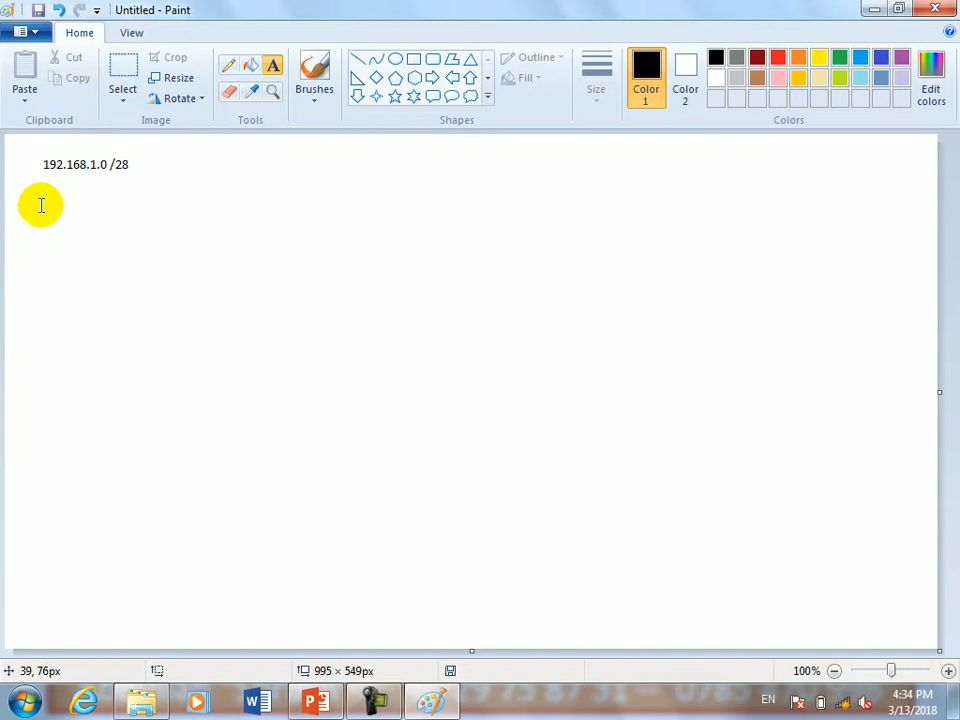 Untitled - Paint
Home
View
Paste
Cut
Copy
Clipboard
Select
Crop
Resize
Rotate
Image
A
Tools
Brushes
Shapes
Outline
Fill
Size
Color 1
Color 2
Edit colors
Colors
192.168.1.0 /28
39, 76px
995 × 549px
100%
EN
4:34 PM
3/13/2018